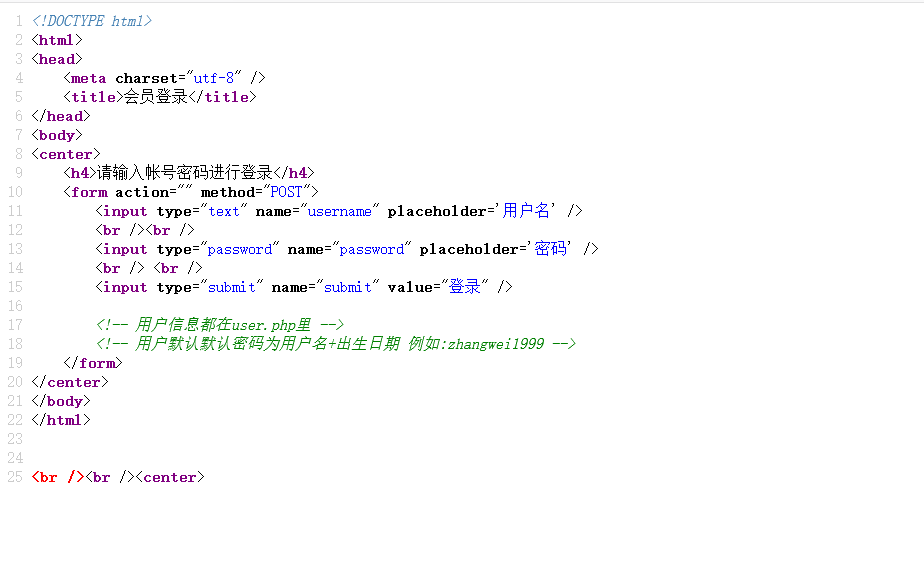 1 <!DOCTYPE html>
2 <html>
3 <head>
4     <meta charset="utf-8" />
5     <title>会员登录</title>
6 </head>
7 <body>
8 <center>
9     <h4>请输入帐号密码进行登录</h4>
10     <form action="" method="POST">
11         <input type="text" name="username" placeholder='用户名' />
12         <br /><br />
13         <input type="password" name="password" placeholder='密码' />
14         <br /> <br />
15         <input type="submit" name="submit" value="登录" />
16
17         <!-- 用户信息都在user.php里 -->
18         <!-- 用户默认默认密码为用户名+出生日期 例如:zhangwei1999 -->
19     </form>
20 </center>
21 </body>
22 </html>
23
24
25 <br /><br /><center>